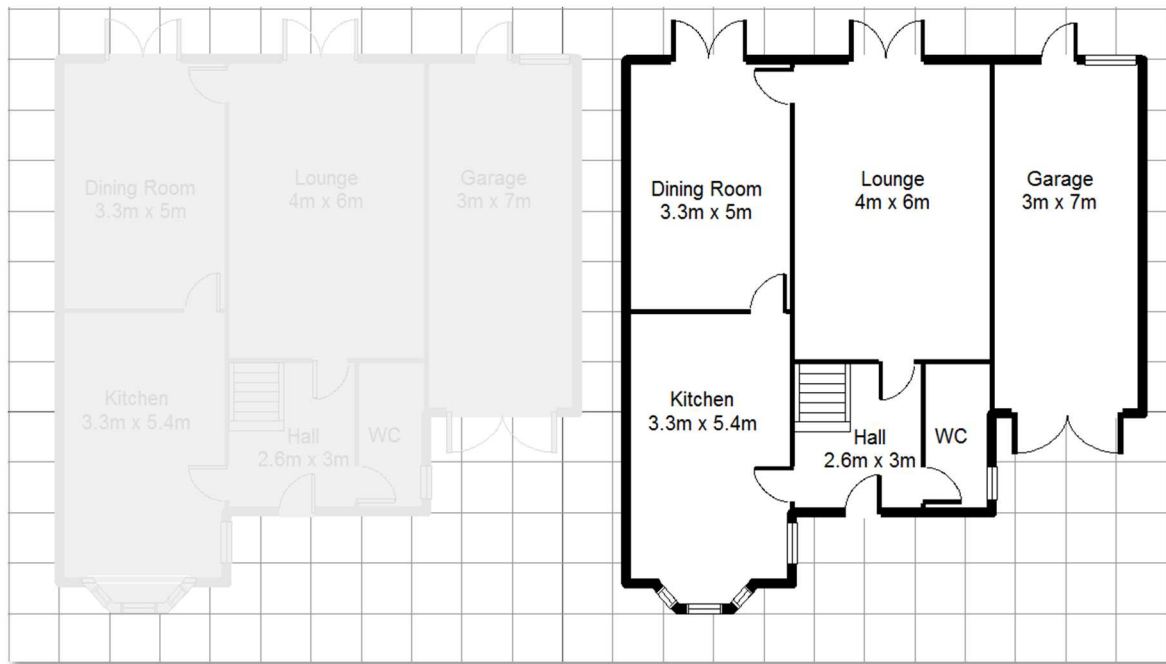 Dining Room
3.3m x 5m
Lounge
4m x 6m
Garage
3m x 7m
Kitchen
3.3m x 5.4m
Hall
2.6m x 3m
WC
Dining Room
3.3m x 5m
Lounge
4m x 6m
Garage
3m x 7m
Kitchen
3.3m x 5.4m
Hall
2.6m x 3m
WC